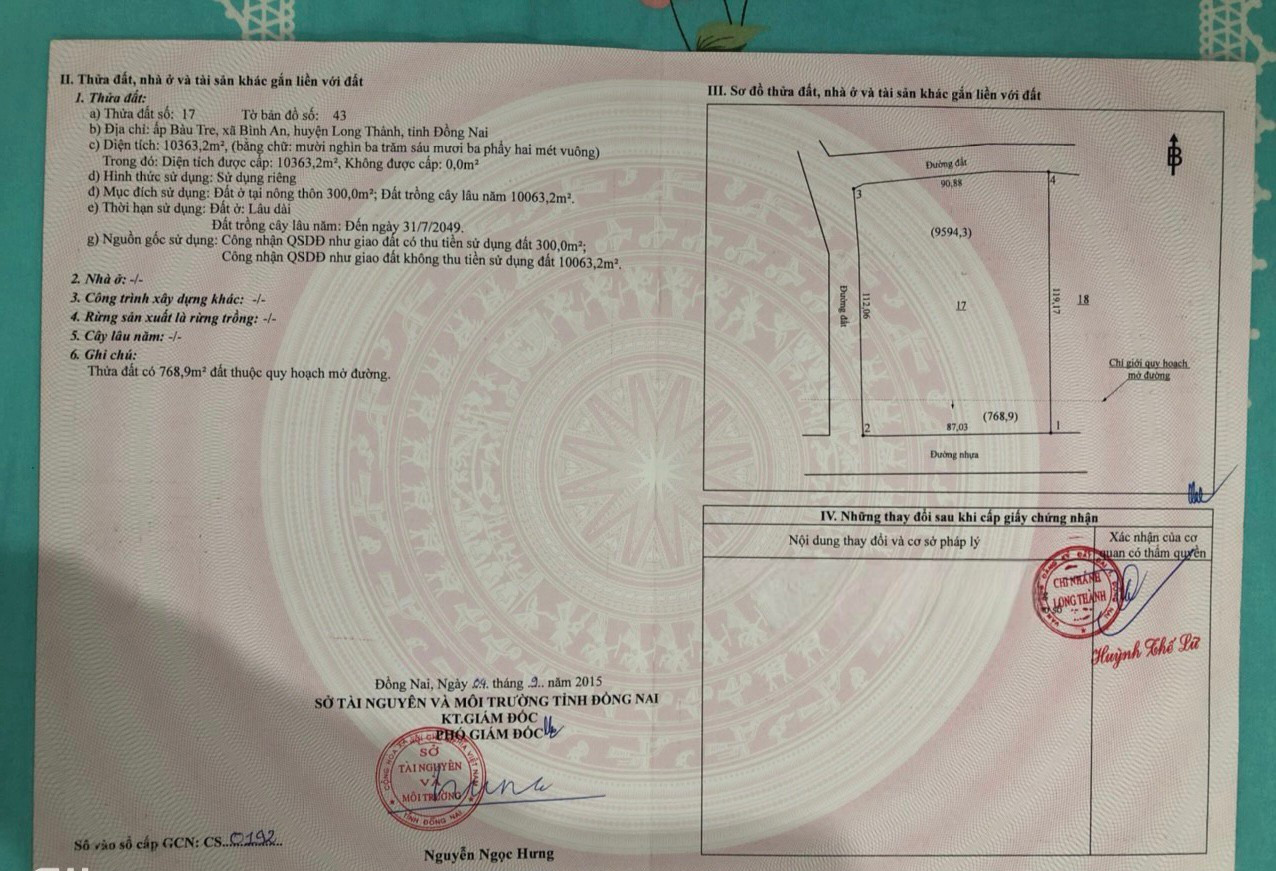 II. Thửa đất, nhà ở và tài sản khác gắn liền với đất
1. Thửa đất:
a) Thửa đất số: 17 Tờ bản đồ số: 43
b) Địa chỉ: ấp Bàu Tre, xã Bình An, huyện Long Thành, tỉnh Đồng Nai
c) Diện tích: 10363,2m², (bằng chữ: mười nghìn ba trăm sáu mươi ba phẩy hai mét vuông)
Trong đó: Diện tích được cấp: 10363,2m², Không được cấp: 0,0m²
d) Hình thức sử dụng: Sử dụng riêng
đ) Mục đích sử dụng: Đất ở tại nông thôn 300,0m²; Đất trồng cây lâu năm 10063,2m².
e) Thời hạn sử dụng: Đất ở: Lâu dài
Đất trồng cây lâu năm: Đến ngày 31/7/2049.
g) Nguồn gốc sử dụng: Công nhận QSDĐ như giao đất có thu tiền sử dụng đất 300,0m²;
Công nhận QSDĐ như giao đất không thu tiền sử dụng đất 10063,2m².
2. Nhà ở: -/-
3. Công trình xây dựng khác: -/-
4. Rừng sản xuất là rừng trồng: -/-
5. Cây lâu năm: -/-
6. Ghi chú:
Thửa đất có 768,9m² đất thuộc quy hoạch mở đường.
Đồng Nai, Ngày 04. tháng .9.. năm 2015
SỞ TÀI NGUYÊN VÀ MÔI TRƯỜNG TỈNH ĐỒNG NAI
KT.GIÁM ĐỐC
PHÓ GIÁM ĐỐC
SỞ
TÀI NGUYÊN
VÀ
MÔI TRƯỜNG
TỈNH ĐỒNG NAI
Nguyễn Ngọc Hưng
Số vào sổ cấp GCN: CS..0192..
III. Sơ đồ thửa đất, nhà ở và tài sản khác gắn liền với đất
B
Đường đất
90,88
3
4
(9594,3)
Đường đất
112,06
17
119,17
18
Chỉ giới quy hoạch
mở đường
(768,9)
2
87,03
1
Đường nhựa
IV. Những thay đổi sau khi cấp giấy chứng nhận
Nội dung thay đổi và cơ sở pháp lý
Xác nhận của cơ
quan có thẩm quyền
CHI NHÁNH
LONG THÀNH
Huỳnh Thế Lữ